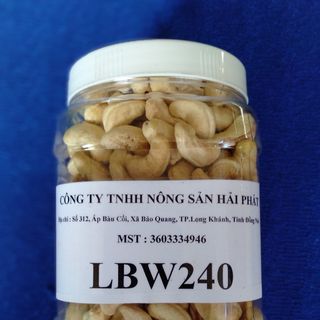 CÔNG TY TNHH NÔNG SẢN HẢI PHÁT
Địa chỉ : Số 312, Ấp Bàu Cối, Xã Bảo Quang, TP.Long Khánh, Tỉnh Đồng Nai
MST : 3603334946
LBW240